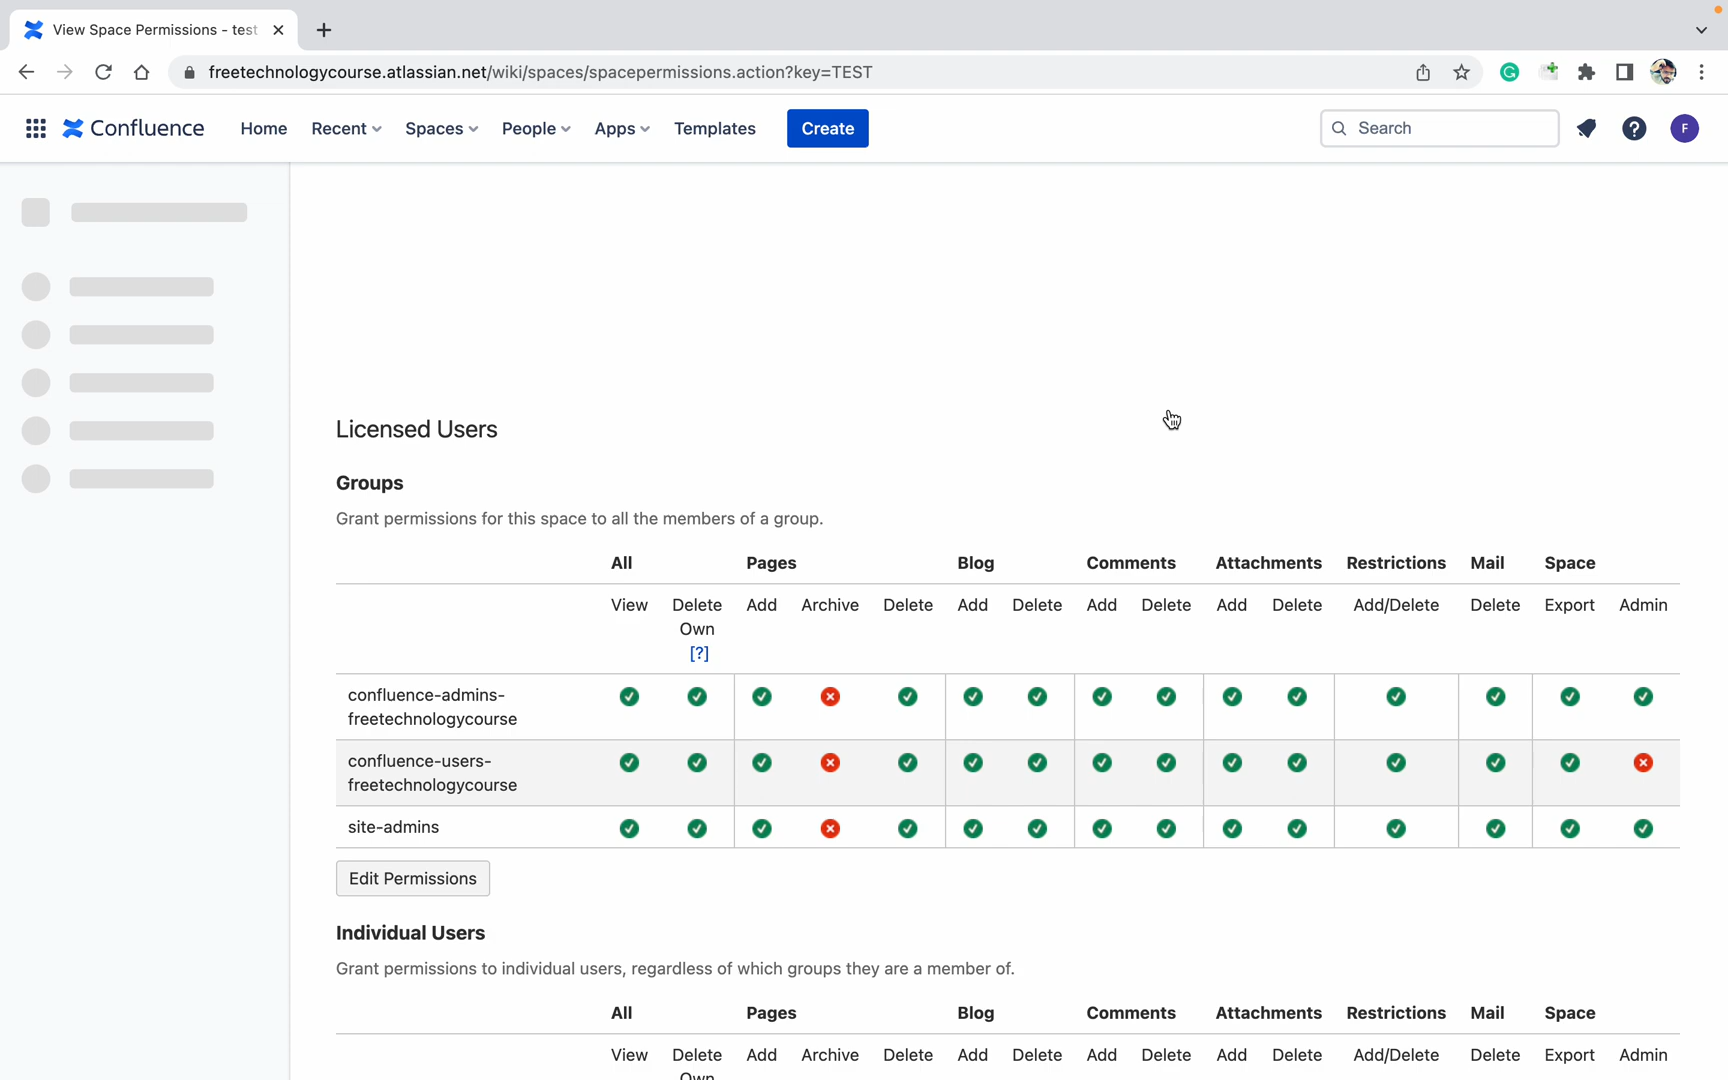 View Space Permissions - test
freetechnologycourse.atlassian.net/wiki/spaces/spacepermissions.action?key=TEST
Confluence Home Recent Spaces People Apps Templates Create Search F
Licensed Users
Groups
Grant permissions for this space to all the members of a group.
All Pages Blog Comments Attachments Restrictions Mail Space
View Delete Add Archive Delete Add Delete Add Delete Add Delete Add/Delete Delete Export Admin
Own
[?]
confluence-admins-
freetechnologycourse
confluence-users-
freetechnologycourse
site-admins
Edit Permissions
Individual Users
Grant permissions to individual users, regardless of which groups they are a member of.
All Pages Blog Comments Attachments Restrictions Mail Space
View Delete Add Archive Delete Add Delete Add Delete Add Delete Add/Delete Delete Export Admin
Own